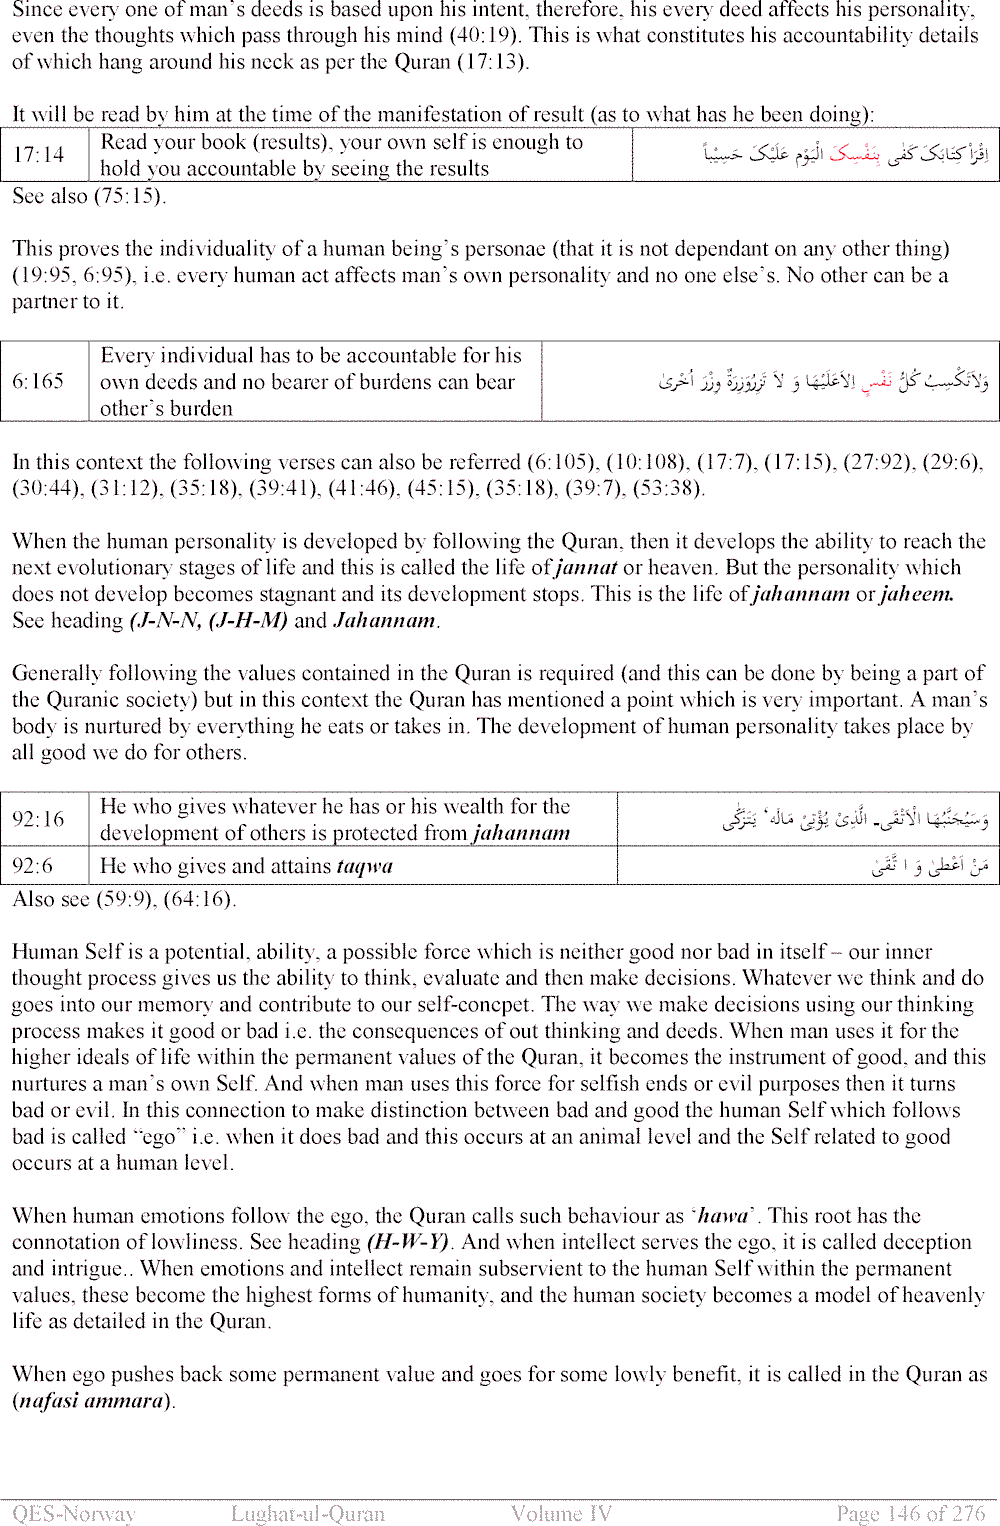 Since every one of man's deeds is based upon his intent, therefore, his every deed affects his personality,
even the thoughts which pass through his mind (40:19). This is what constitutes his accountability details
of which hang around his neck as per the Quran (17:13).
It will be read by him at the time of the manifestation of result (as to what has he been doing):
17:14
Read your book (results), your own self is enough to
hold you accountable by seeing the results
اِقْرَاْ کِتَابَکَ کَفٰی بِنَفْسِکَ الْیَوْمِ عَلَیْکَ حَسِیْباً
See also (75:15).
This proves the individuality of a human being's personae (that it is not dependant on any other thing)
(19:95, 6:95), i.e. every human act affects man's own personality and no one else's. No other can be a
partner to it.
6:165
Every individual has to be accountable for his
own deeds and no bearer of burdens can bear
other's burden
وَلاَتَکْسِبُ کُلُّ نَفْسٍ اِلاَعَلَیْہَا وَ لاَ تَزِرُوَزِرَۃٌ وِزْرَ اُخْریٰ
In this context the following verses can also be referred (6:105), (10:108), (17:7), (17:15), (27:92), (29:6),
(30:44), (31:12), (35:18), (39:41), (41:46), (45:15), (35:18), (39:7), (53:38).
When the human personality is developed by following the Quran, then it develops the ability to reach the
next evolutionary stages of life and this is called the life of jannat or heaven. But the personality which
does not develop becomes stagnant and its development stops. This is the life of jahannam or jaheem.
See heading (J-N-N, (J-H-M) and Jahannam.
Generally following the values contained in the Quran is required (and this can be done by being a part of
the Quranic society) but in this context the Quran has mentioned a point which is very important. A man's
body is nurtured by everything he eats or takes in. The development of human personality takes place by
all good we do for others.
92:16
He who gives whatever he has or his wealth for the
development of others is protected from jahannam
وَسَیُجَنَّبُہَا الْاَتْقَی۔ الَّذِیْ یُؤْتِیْ مَالَہ‘ یَتَزَکّٰی
92:6
He who gives and attains taqwa
مَنْ اَعْطیٰ وَ ا تَّقَیٰ
Also see (59:9), (64:16).
Human Self is a potential, ability, a possible force which is neither good nor bad in itself – our inner
thought process gives us the ability to think, evaluate and then make decisions. Whatever we think and do
goes into our memory and contribute to our self-concpet. The way we make decisions using our thinking
process makes it good or bad i.e. the consequences of out thinking and deeds. When man uses it for the
higher ideals of life within the permanent values of the Quran, it becomes the instrument of good, and this
nurtures a man's own Self. And when man uses this force for selfish ends or evil purposes then it turns
bad or evil. In this connection to make distinction between bad and good the human Self which follows
bad is called “ego” i.e. when it does bad and this occurs at an animal level and the Self related to good
occurs at a human level.
When human emotions follow the ego, the Quran calls such behaviour as ‘hawa’. This root has the
connotation of lowliness. See heading (H-W-Y). And when intellect serves the ego, it is called deception
and intrigue.. When emotions and intellect remain subservient to the human Self within the permanent
values, these become the highest forms of humanity, and the human society becomes a model of heavenly
life as detailed in the Quran.
When ego pushes back some permanent value and goes for some lowly benefit, it is called in the Quran as
(nafasi ammara).
QES-Norway Lughat-ul-Quran Volume IV Page 146 of 276